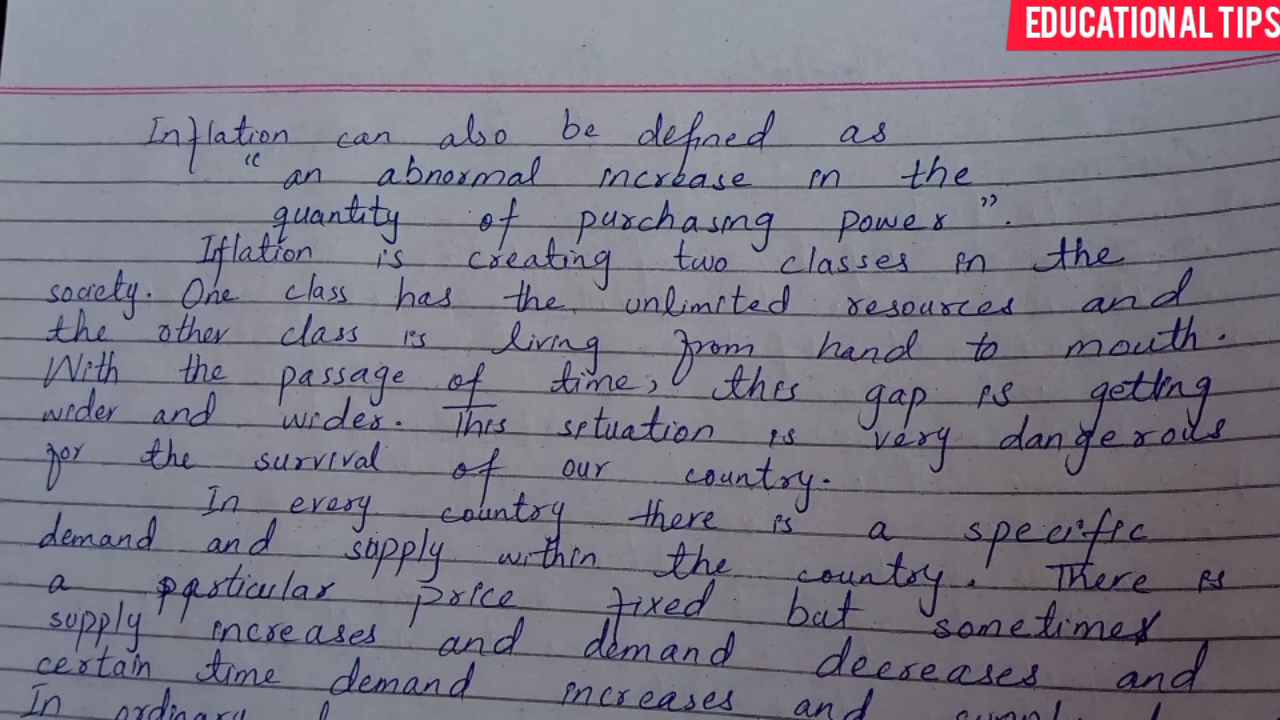 EDUCATIONAL TIPS
Inflation can also be defined as
“an abnormal increase in the
quantity of purchasing power”.
Iflation is creating two classes in the
society. One class has the unlimited resources and
the other class is living from hand to mouth.
With the passage of time, this gap is getting
wider and wider. This situation is very dangerous
for the survival of our country.
In every country there is a specific
demand and supply within the country. There is
a particular price fixed but sometimes
supply increases and demand decreases and
certain time demand increases and
In ordinary